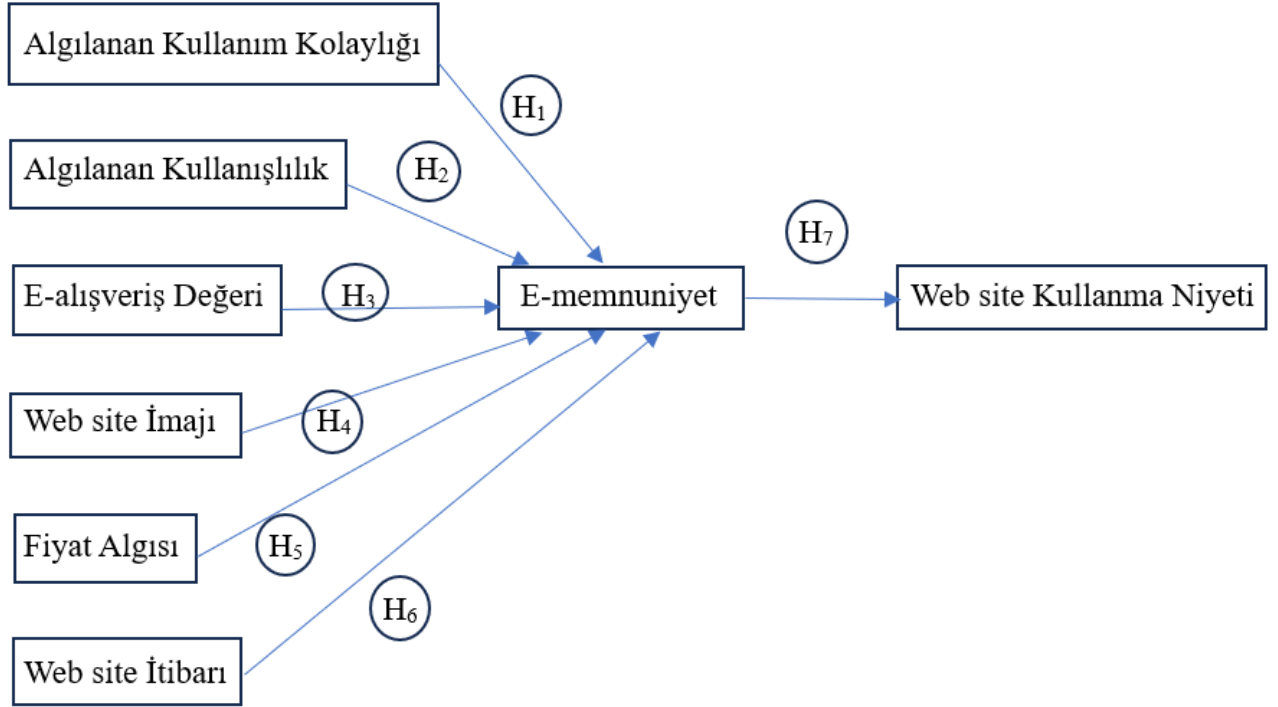 Algılanan Kullanım Kolaylığı
H₁
Algılanan Kullanışlılık
H₂
H₇
E-alışveriş Değeri
H₃
E-memnuniyet
Web site Kullanma Niyeti
Web site İmajı
H₄
Fiyat Algısı
H₅
H₆
Web site İtibarı